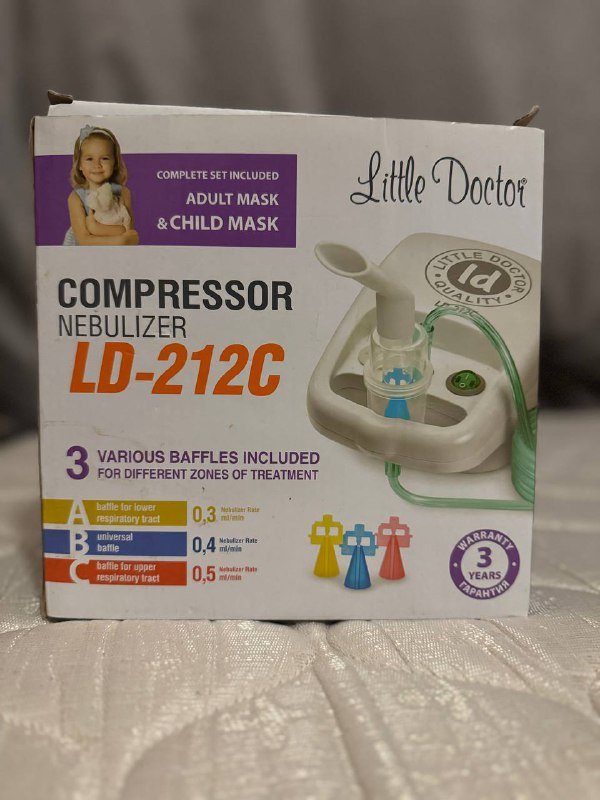 COMPLETE SET INCLUDED
ADULT MASK
& CHILD MASK
Little Doctor
COMPRESSOR
NEBULIZER
LD-212C
LITTLE DOCTOR
ld
QUALITY
LD-212C
3 VARIOUS BAFFLES INCLUDED
FOR DIFFERENT ZONES OF TREATMENT
A baffle for lower
respiratory tract
0,3 Nebulizer Rate
ml/min
B universal
baffle
0,4 Nebulizer Rate
ml/min
C baffle for upper
respiratory tract
0,5 Nebulizer Rate
ml/min
WARRANTY
3
YEARS
ГАРАНТИЯ